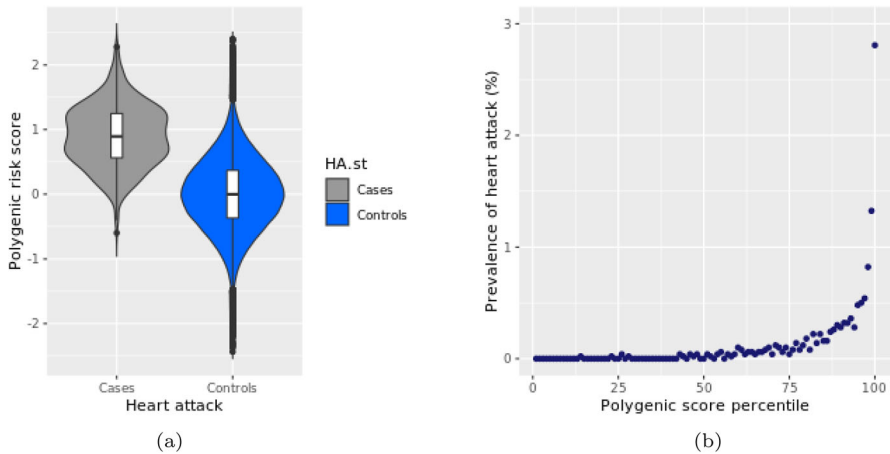 Polygenic risk score
2
1
0
-1
-2
Cases
Controls
Heart attack
HA.st
Cases
Controls
(a)
Prevalence of heart attack (%)
3
2
1
0
0
25
50
75
100
Polygenic score percentile
(b)